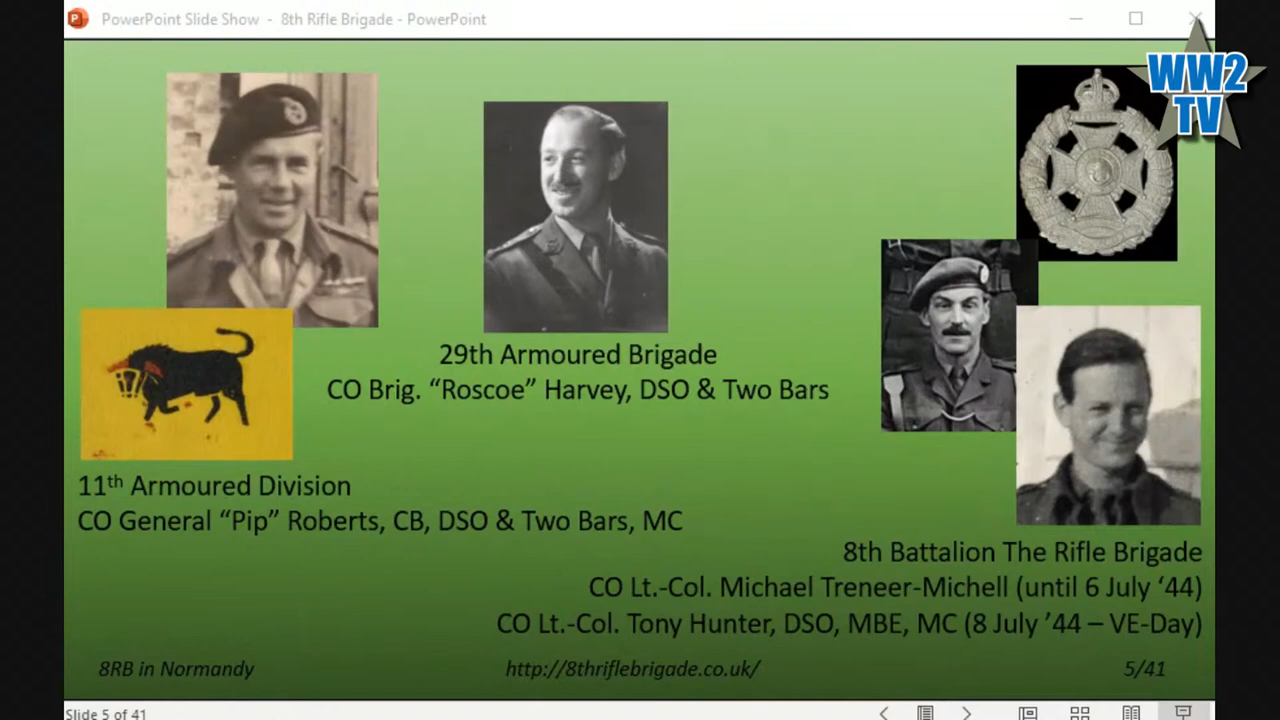 PowerPoint Slide Show - 8th Rifle Brigade - PowerPoint
WW2
TV
29th Armoured Brigade
CO Brig. “Roscoe” Harvey, DSO & Two Bars
11th Armoured Division
CO General “Pip” Roberts, CB, DSO & Two Bars, MC
8th Battalion The Rifle Brigade
CO Lt.-Col. Michael Treneer-Michell (until 6 July ‘44)
CO Lt.-Col. Tony Hunter, DSO, MBE, MC (8 July ’44 – VE-Day)
8RB in Normandy
http://8thriflebrigade.co.uk/
5/41
Slide 5 of 41